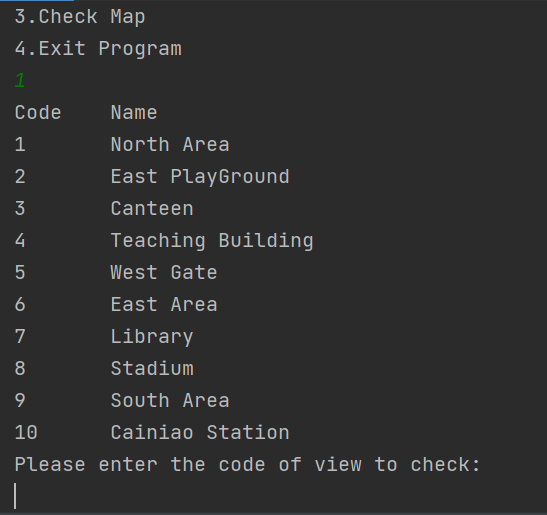 3.Check Map
4.Exit Program
1
Code    Name
1       North Area
2       East PlayGround
3       Canteen
4       Teaching Building
5       West Gate
6       East Area
7       Library
8       Stadium
9       South Area
10      Cainiao Station
Please enter the code of view to check: